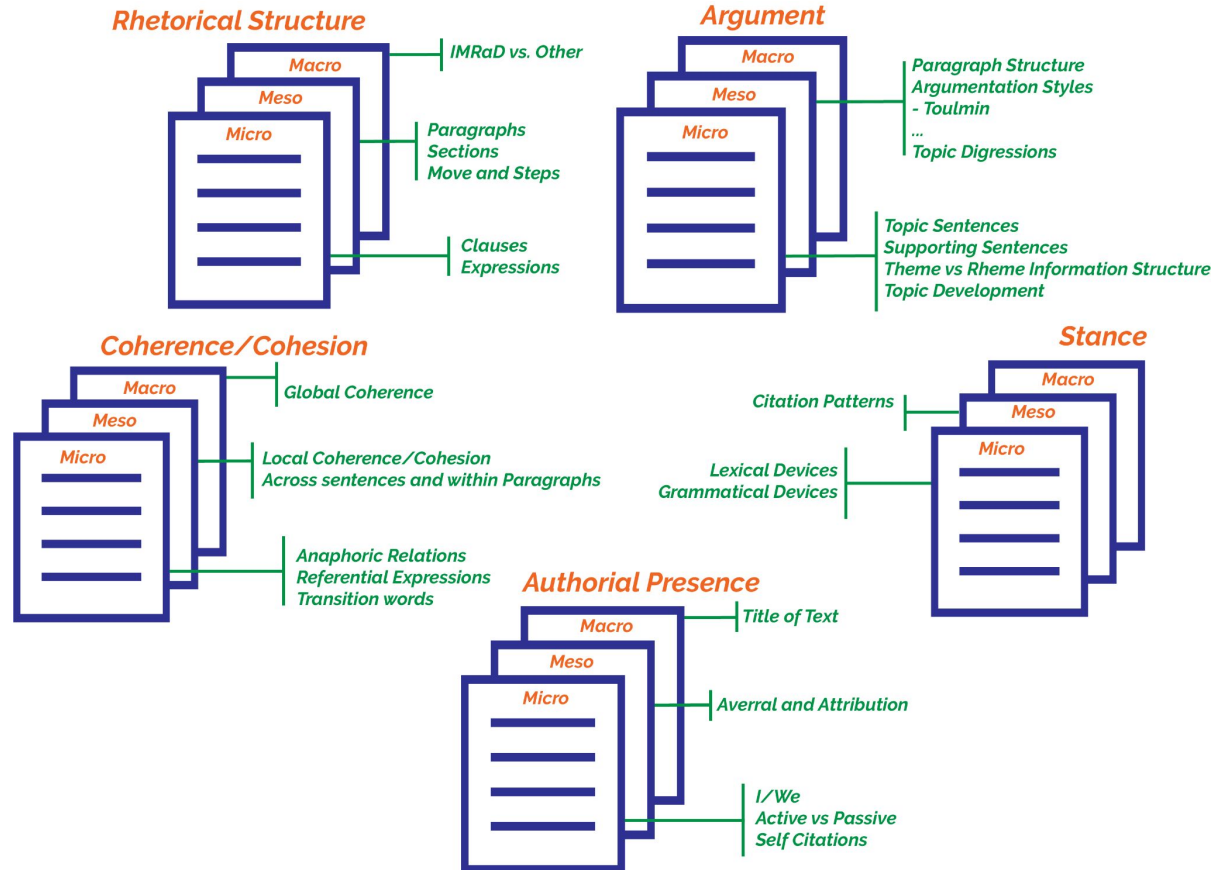 Rhetorical Structure
Macro
Meso
Micro
IMRaD vs. Other
Paragraphs
Sections
Move and Steps
Clauses
Expressions
Argument
Macro
Meso
Micro
Paragraph Structure
Argumentation Styles
- Toulmin
...
Topic Digressions
Topic Sentences
Supporting Sentences
Theme vs Rheme Information Structure
Topic Development
Coherence/Cohesion
Macro
Meso
Micro
Global Coherence
Local Coherence/Cohesion
Across sentences and within Paragraphs
Anaphoric Relations
Referential Expressions
Transition words
Stance
Macro
Meso
Micro
Citation Patterns
Lexical Devices
Grammatical Devices
Authorial Presence
Macro
Meso
Micro
Title of Text
Averral and Attribution
I/We
Active vs Passive
Self Citations